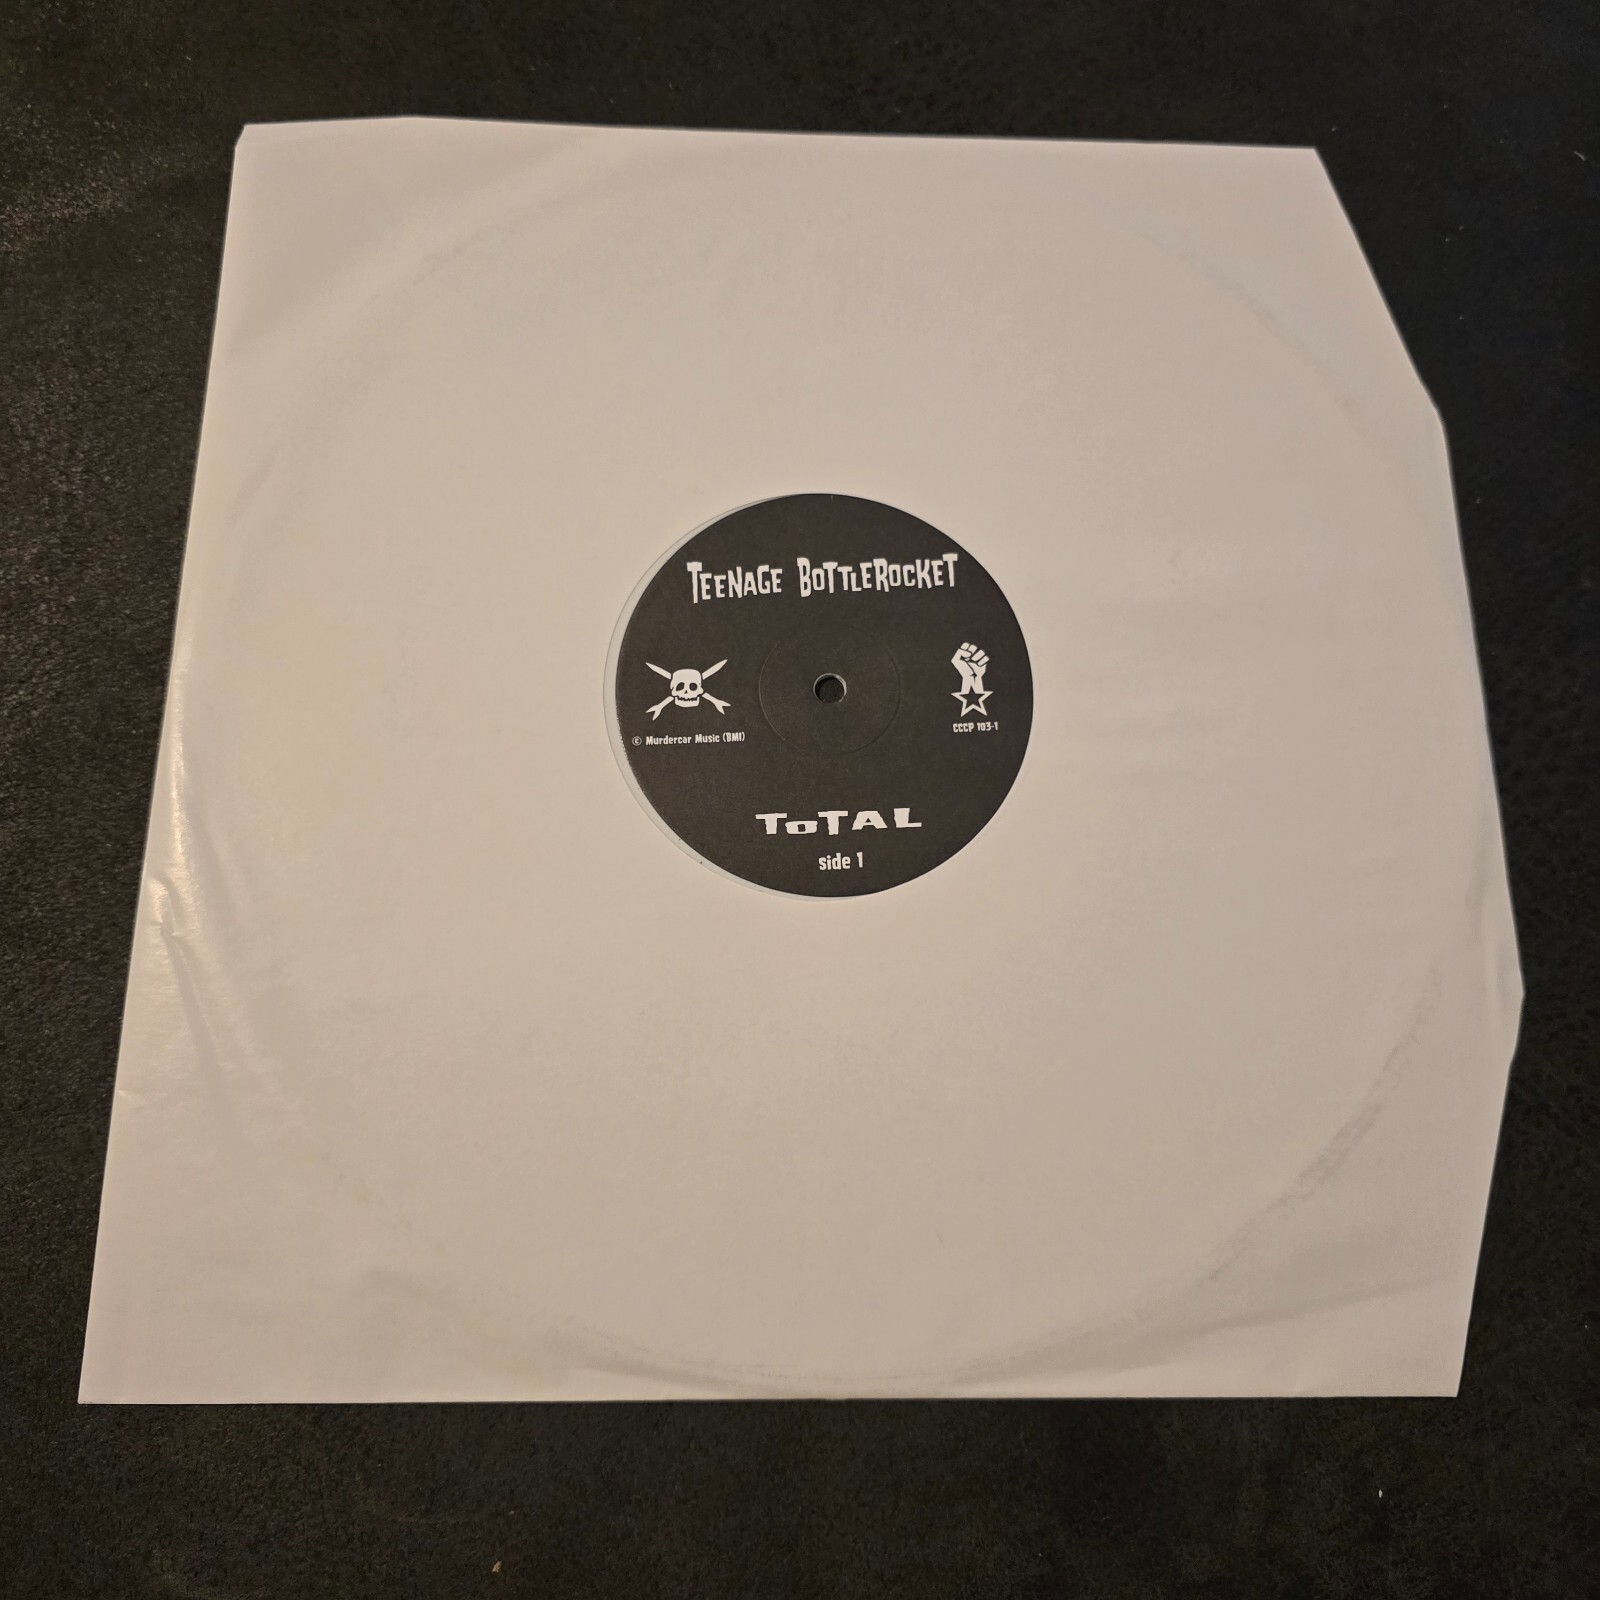 TEENAGE BOTTLEROCKET
CCCP 103-1
© Murdercar Music (BMI)
TOTAL
side 1